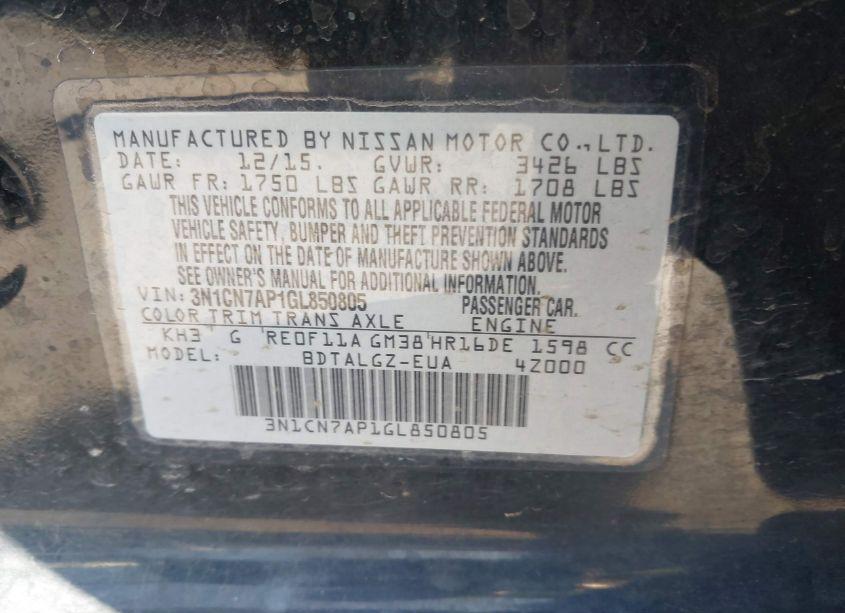 MANUFACTURED BY NISSAN MOTOR CO., LTD.
DATE: 12/15. GVWR: 3426 LBS
GAWR FR: 1750 LBS GAWR RR: 1708 LBS
THIS VEHICLE CONFORMS TO ALL APPLICABLE FEDERAL MOTOR
VEHICLE SAFETY, BUMPER AND THEFT PREVENTION STANDARDS
IN EFFECT ON THE DATE OF MANUFACTURE SHOWN ABOVE.
SEE OWNER'S MANUAL FOR ADDITIONAL INFORMATION.
VIN: 3N1CN7AP1GL850805 PASSENGER CAR.
COLOR TRIM TRANS AXLE ENGINE
KH3 G RE0F11A GM38 HR16DE 1598 CC
MODEL: BDTALGZ-EUA 4Z000
3N1CN7AP1GL850805